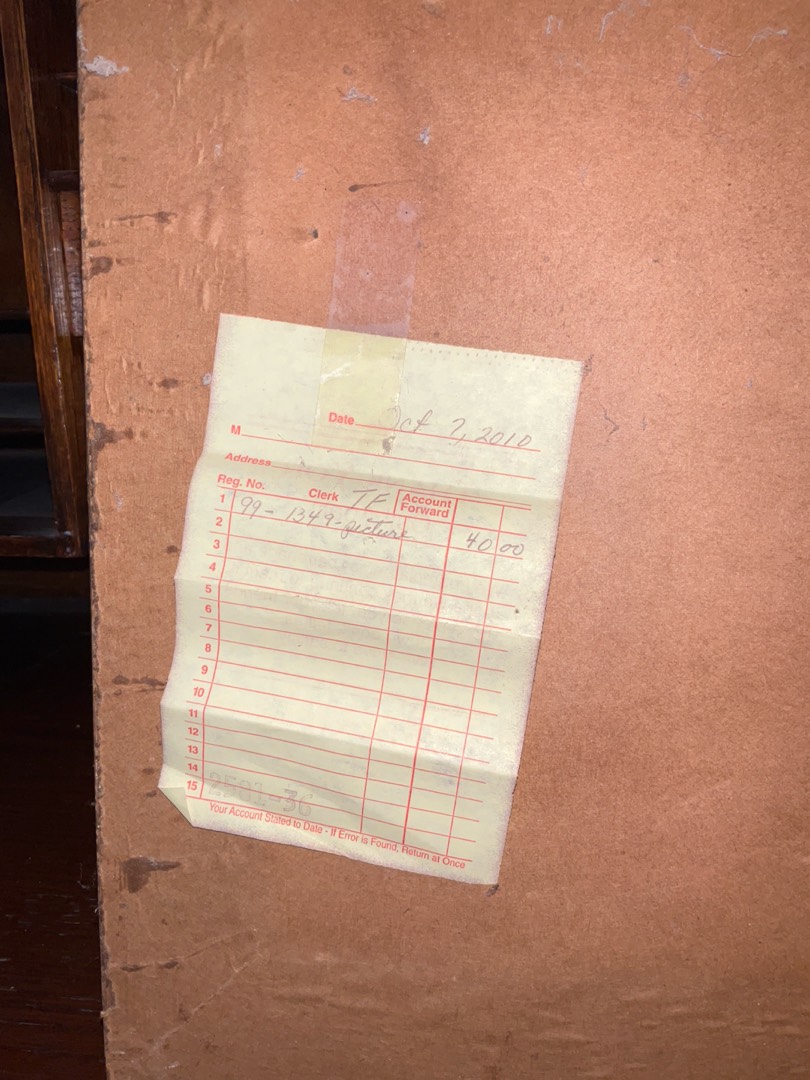 Date Oct 7, 2010
M
Address
Reg. No. Clerk TF Account Forward
1 99-1349-picture
2 40 00
3
4
5
6
7
8
9
10
11
12
13
14
15 2581-36
Your Account Stated to Date - If Error is Found, Return at Once